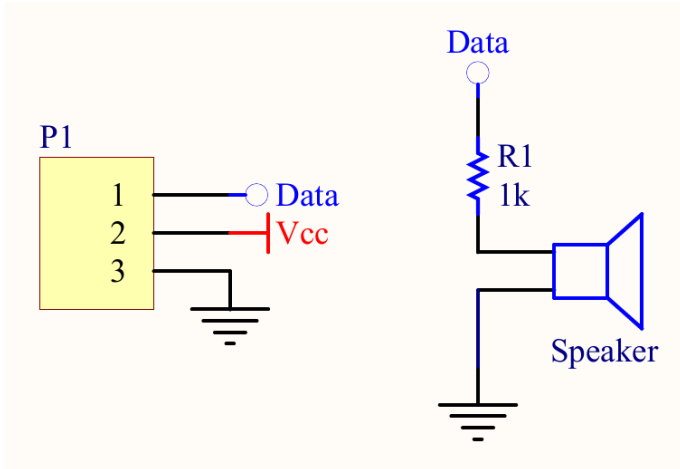 Data
P1
R1
1 Data
1k
2 Vcc
3
Speaker